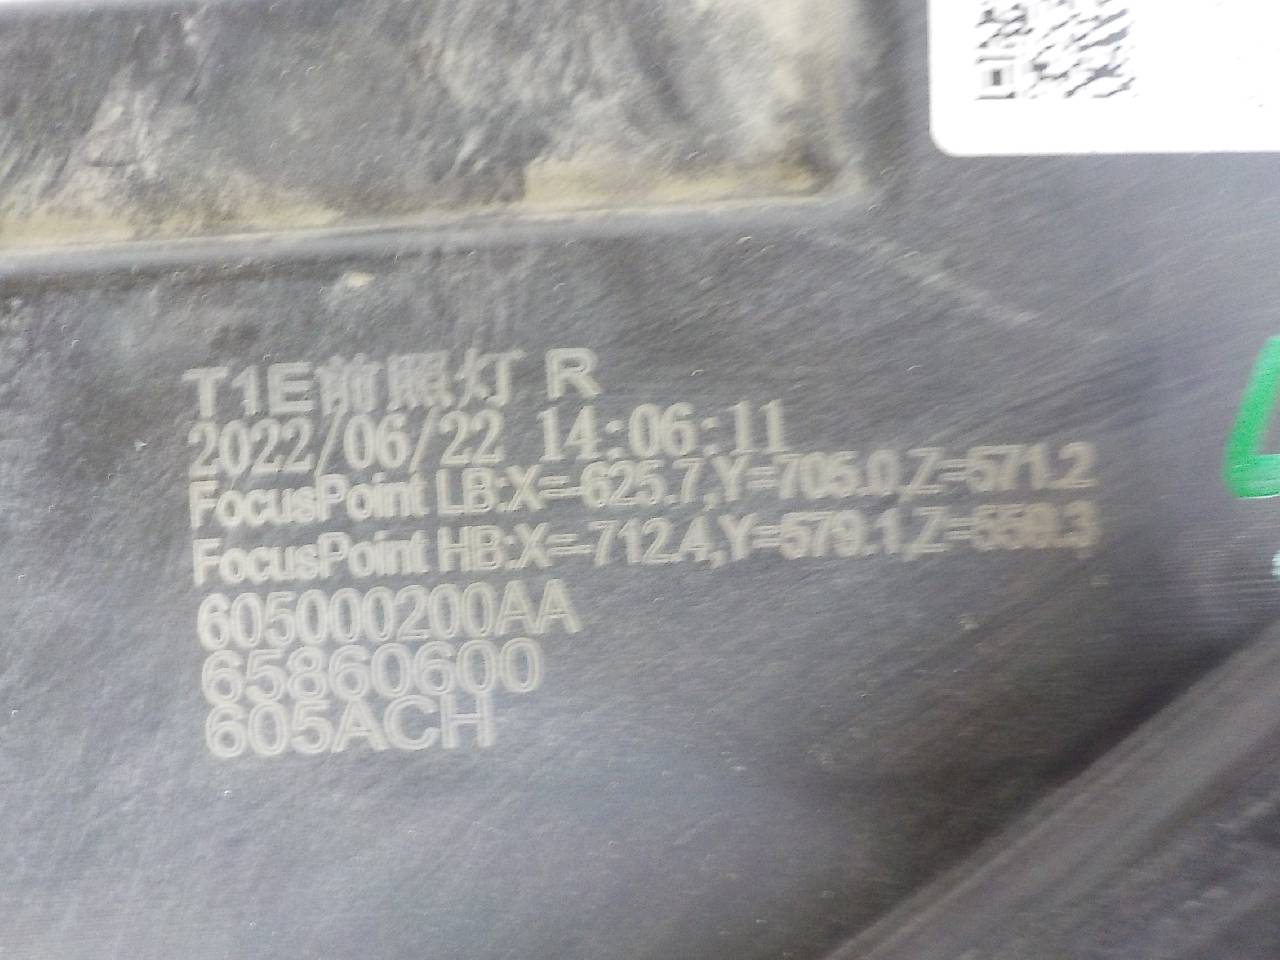 T1E前照灯 R
2022/06/22 14:06:11
FocusPoint LB:X=-625.7,Y=705.0,Z=571.2
FocusPoint HB:X=-712.4,Y=579.1,Z=559.3
605000200AA
65860600
605ACH